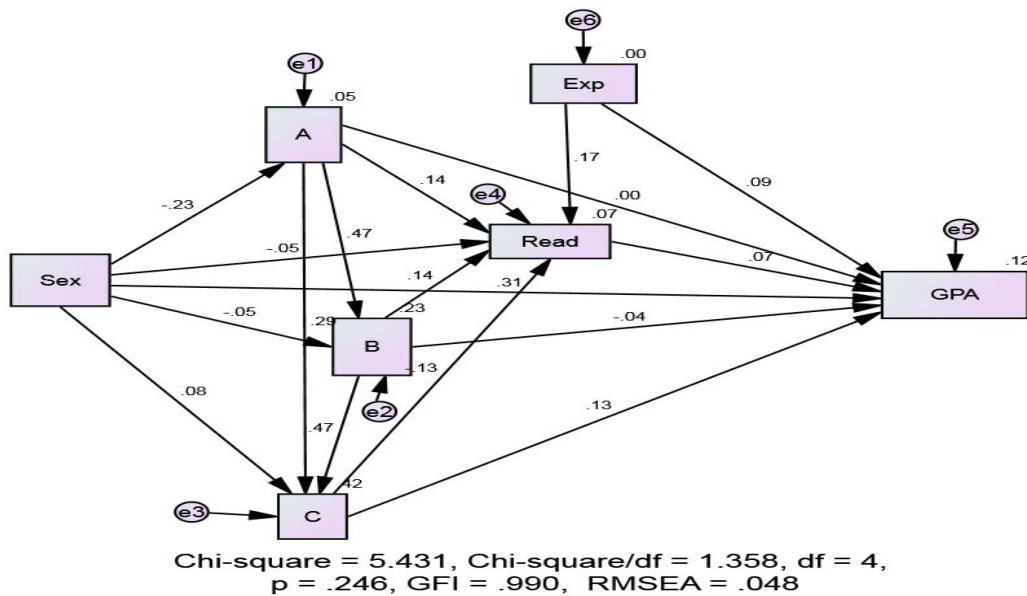 e6
.00
e1
Exp
.05
A
.17
.14
.00
.09
e4
.07
-.23
e5
.47
Read
-.05
.12
.14
.07
Sex
.31
GPA
.23
-.05
.29
-.04
B
-.13
.08
e2
.13
.47
.42
e3
C
Chi-square = 5.431, Chi-square/df = 1.358, df = 4,
p = .246, GFI = .990, RMSEA = .048